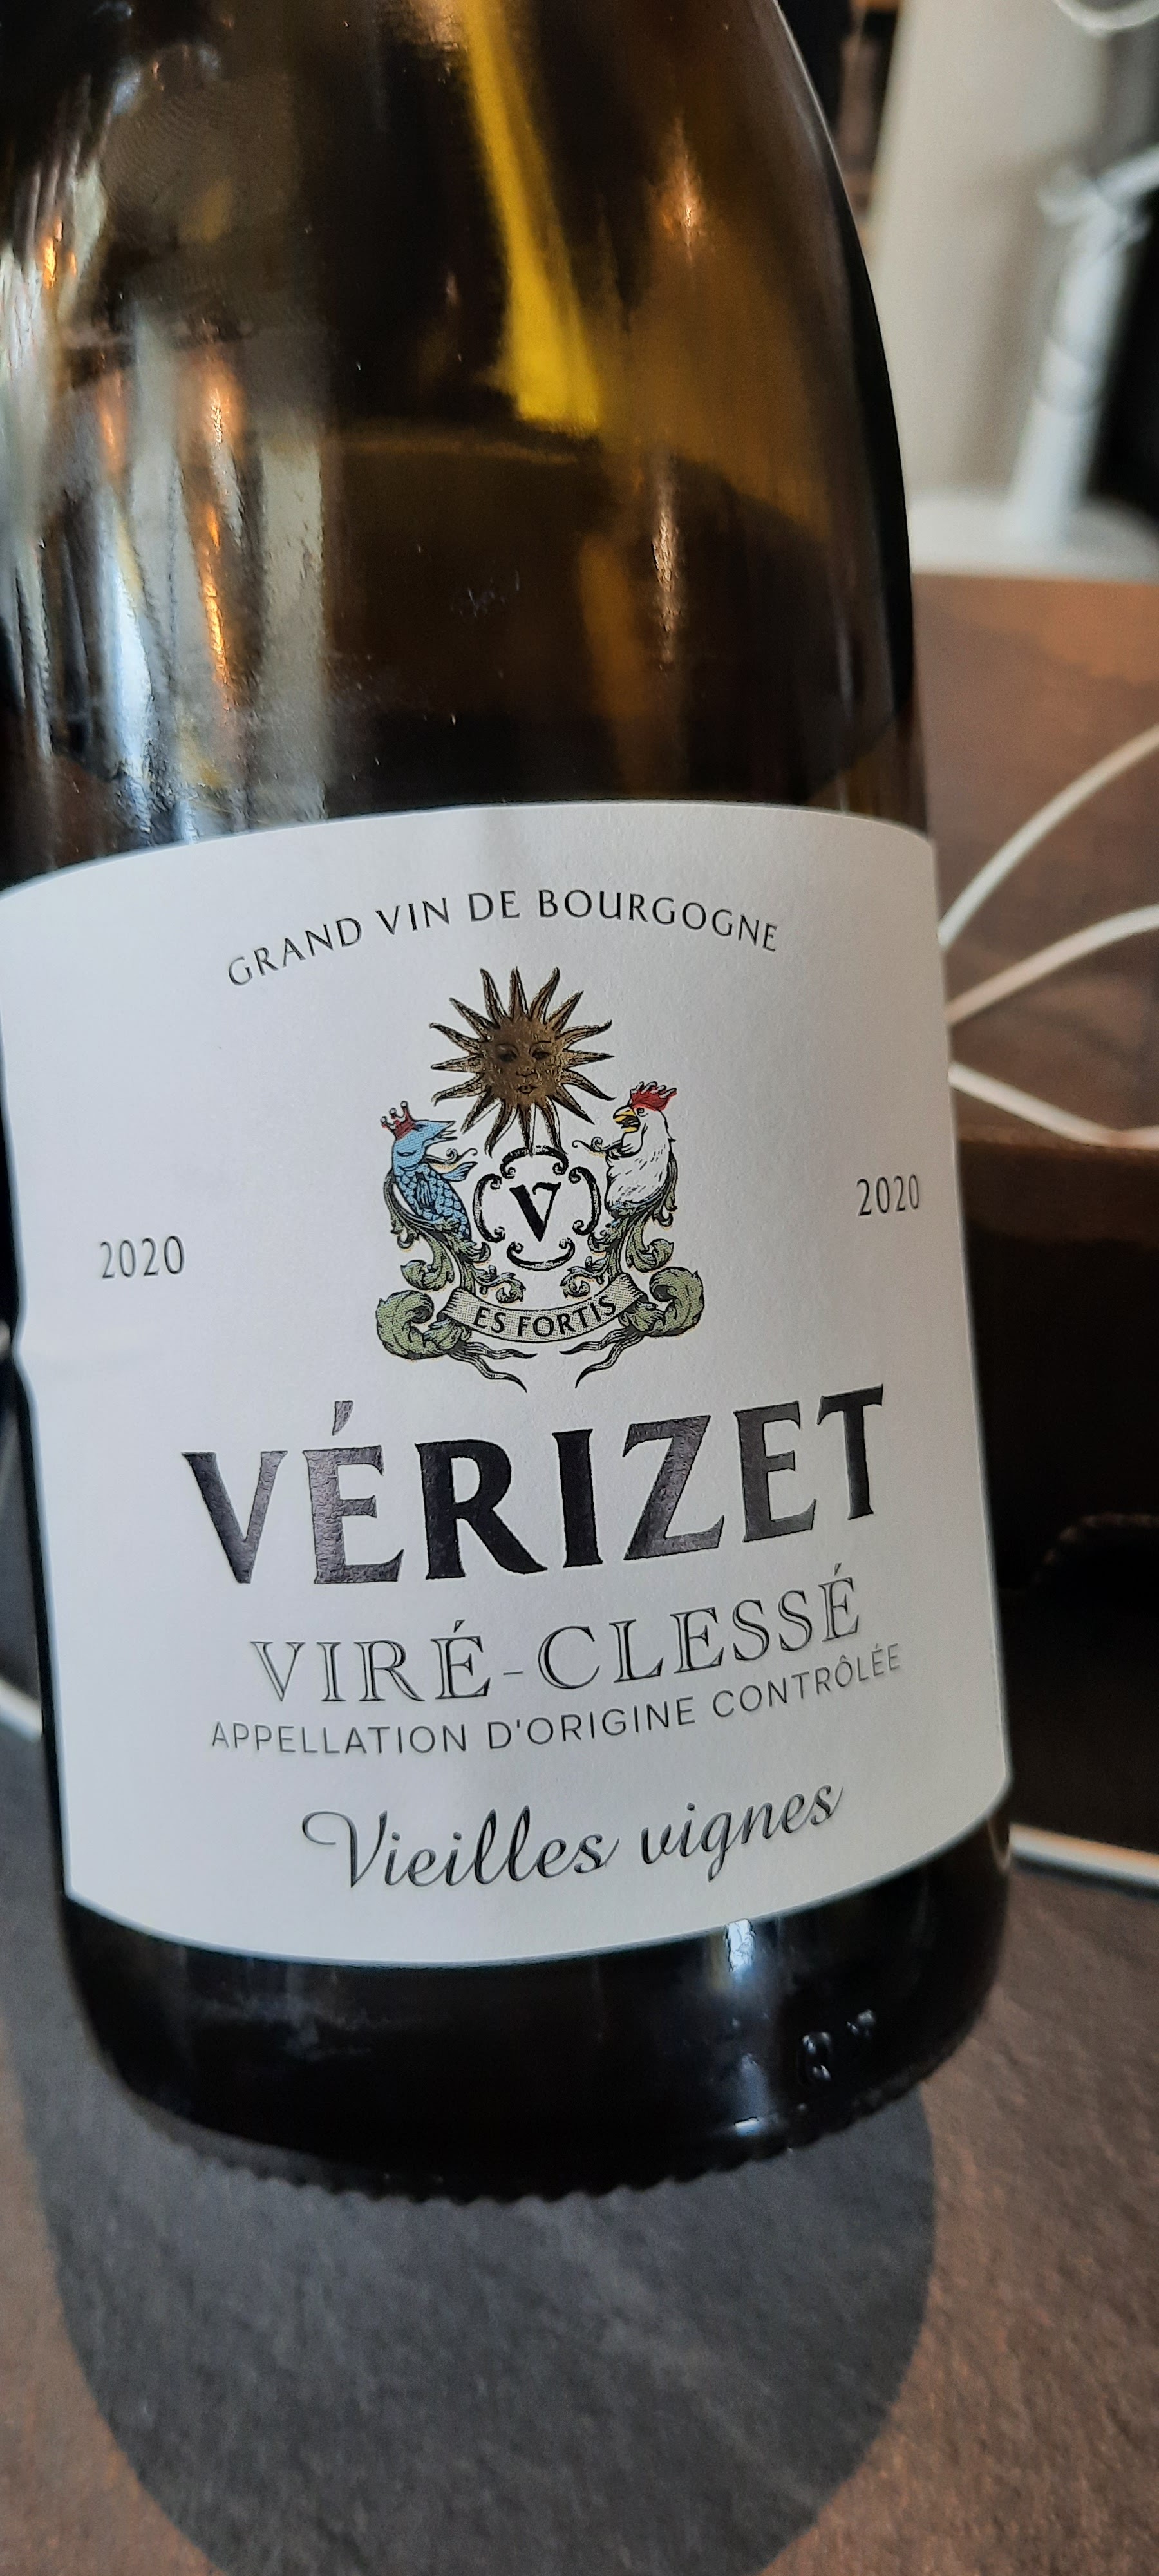 GRAND VIN DE BOURGOGNE
V
2020
2020
ES FORTIS
VÉRIZET
VIRÉ-CLESSÉ
APPELLATION D'ORIGINE CONTRÔLÉE
Vieilles vignes